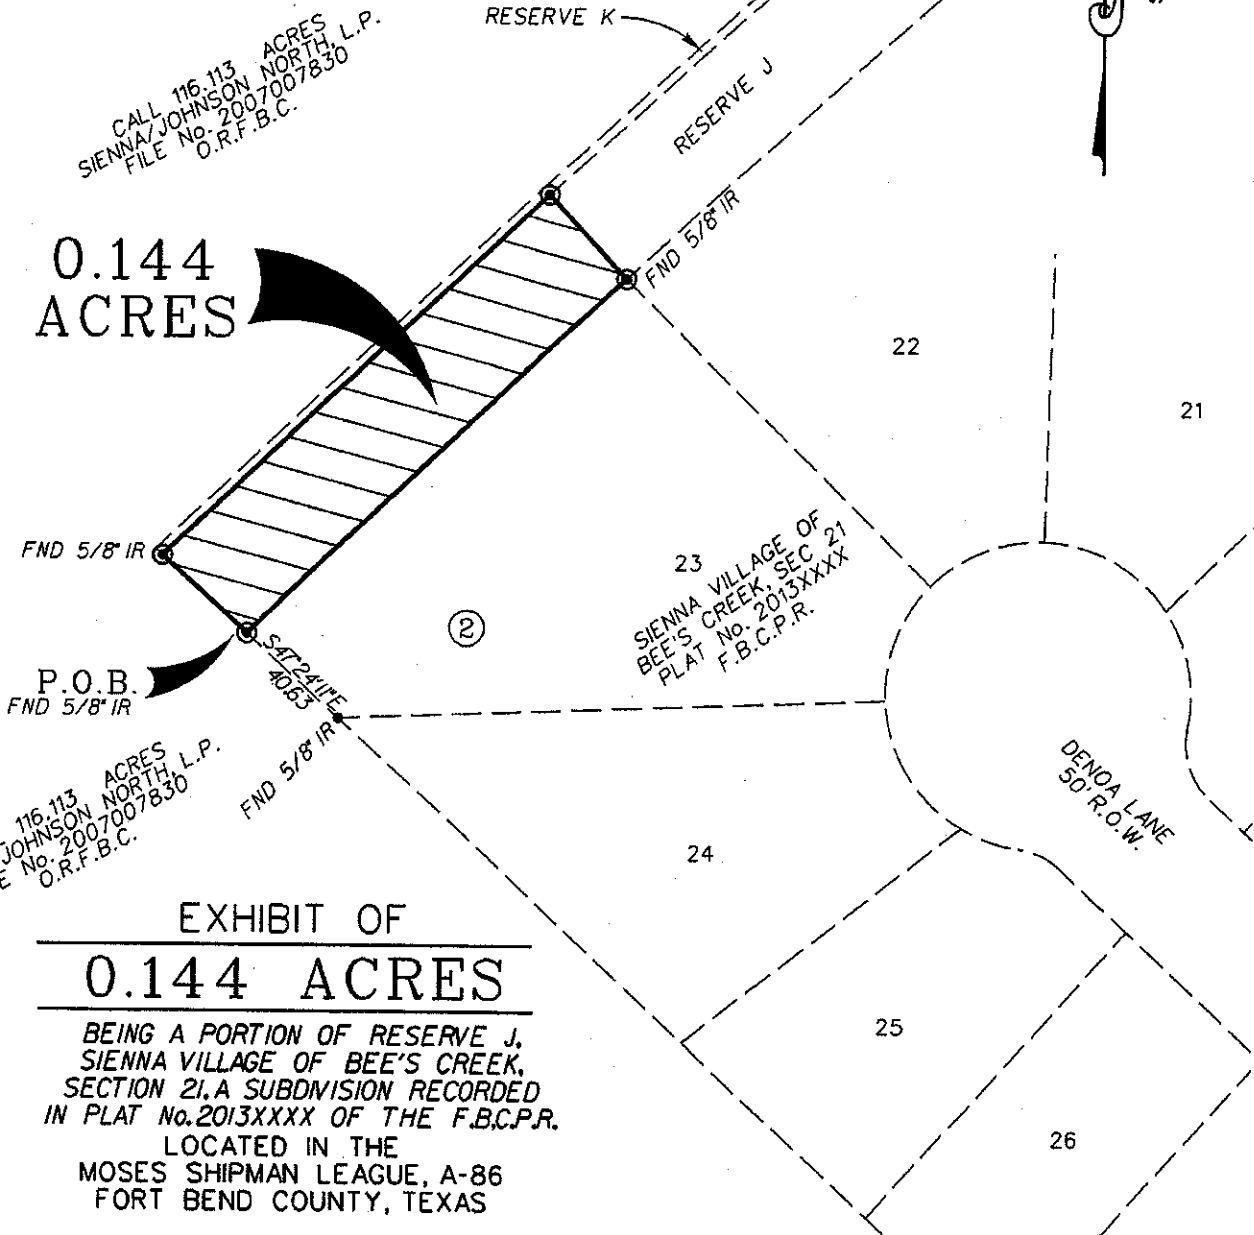 RESERVE K
CALL 116.113 ACRES
SIENNA/JOHNSON NORTH, L.P.
FILE No. 2007007830
O.R.F.B.C.
RESERVE J
FND 5/8" IR
0.144
ACRES
22
21
FND 5/8" IR
23
SIENNA VILLAGE OF
BEE'S CREEK, SEC 21
PLAT No. 2013XXXX
F.B.C.P.R.
2
S47°24'11"E
40.63
P.O.B.
FND 5/8" IR
FND 5/8" IR
116.113 ACRES
JOHNSON NORTH, L.P.
E No. 2007007830
O.R.F.B.C.
DENOA LANE
50' R.O.W.
24
EXHIBIT OF
0.144 ACRES
BEING A PORTION OF RESERVE J,
SIENNA VILLAGE OF BEE'S CREEK,
SECTION 21, A SUBDIVISION RECORDED
IN PLAT No.2013XXXX OF THE F.B.C.P.R.
LOCATED IN THE
MOSES SHIPMAN LEAGUE, A-86
FORT BEND COUNTY, TEXAS
25
26